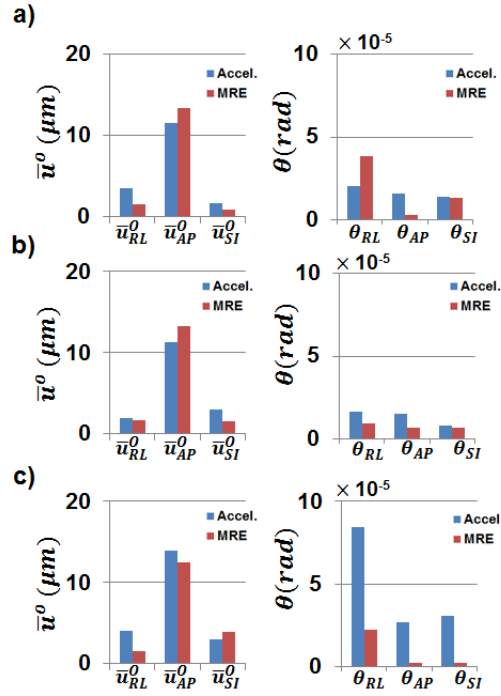 a)
20
10
0
ū° (μm)
Accel.
MRE
ū^O_RL ū^O_AP ū^O_SI
× 10^-5
10
5
0
θ(rad)
Accel.
MRE
θ_RL θ_AP θ_SI
b)
20
10
0
ū° (μm)
Accel.
MRE
ū^O_RL ū^O_AP ū^O_SI
× 10^-5
10
5
0
θ(rad)
Accel.
MRE
θ_RL θ_AP θ_SI
c)
20
10
0
ū° (μm)
Accel.
MRE
ū^O_RL ū^O_AP ū^O_SI
× 10^-5
10
5
0
θ(rad)
Accel.
MRE
θ_RL θ_AP θ_SI